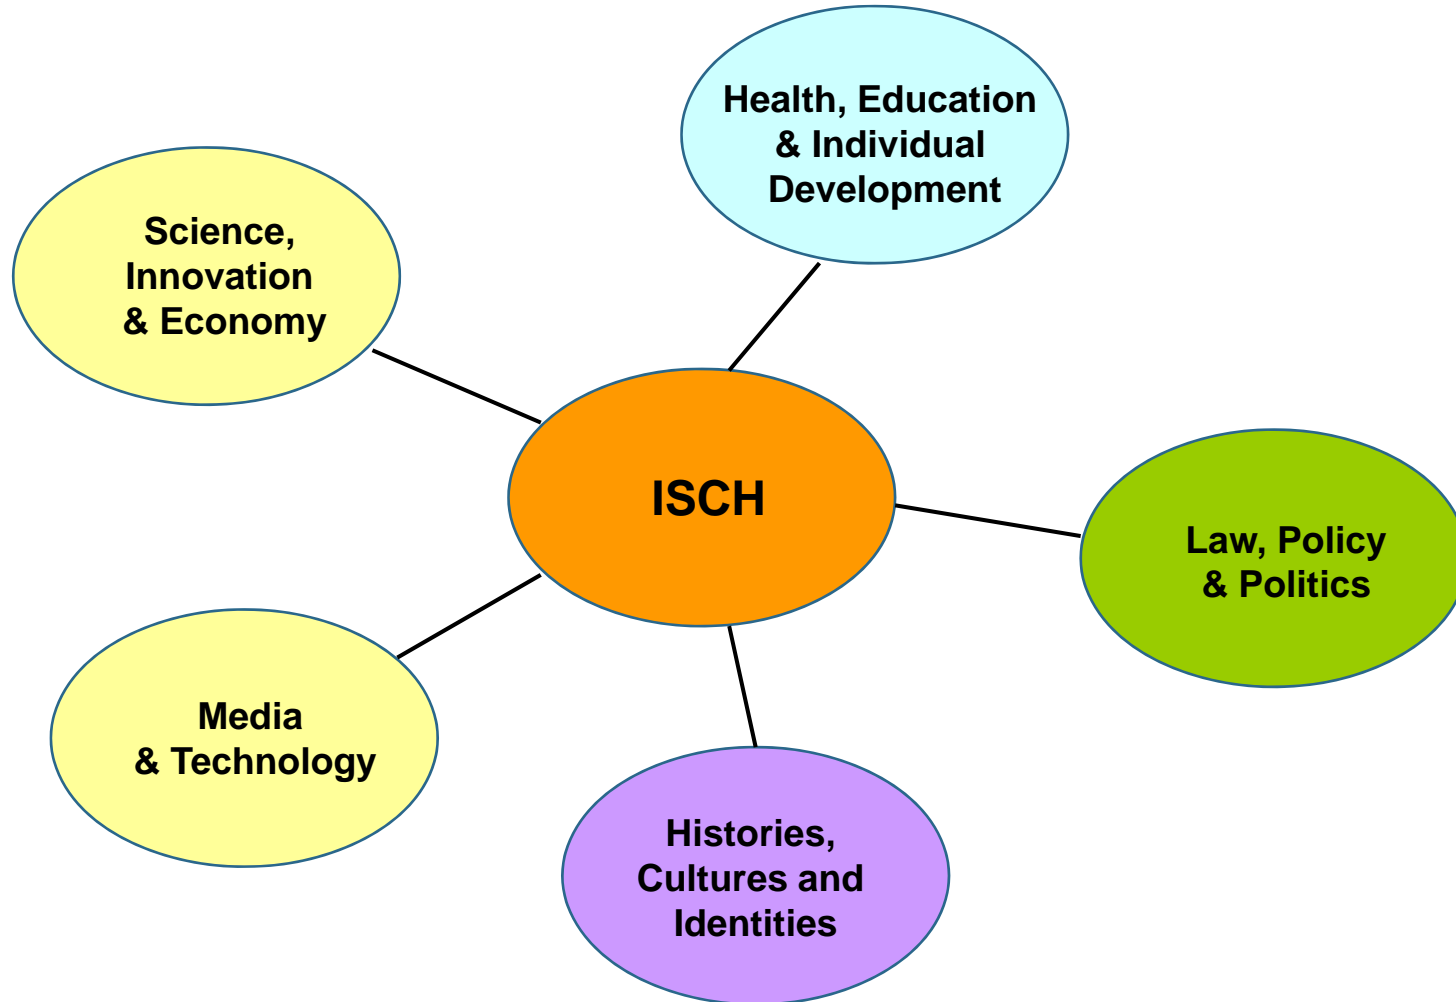 Health, Education
& Individual
Development
Science,
Innovation
& Economy
ISCH
Law, Policy
& Politics
Media
& Technology
Histories,
Cultures and
Identities